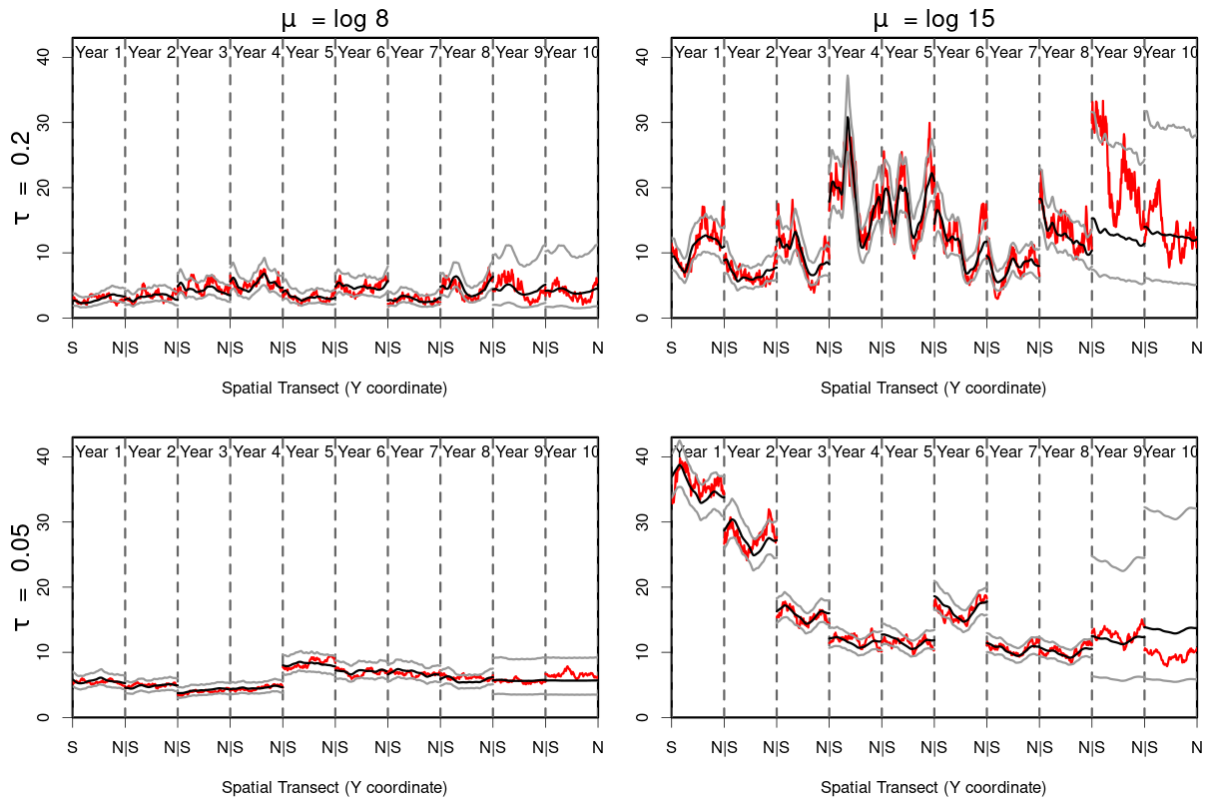 μ = log 8
μ = log 15
Year 1 Year 2 Year 3 Year 4 Year 5 Year 6 Year 7 Year 8 Year 9 Year 10
Year 1 Year 2 Year 3 Year 4 Year 5 Year 6 Year 7 Year 8 Year 9 Year 10
τ = 0.2
40
30
20
10
0
40
30
20
10
0
S N|S N|S N|S N|S N|S N|S N|S N|S N|S N
S N|S N|S N|S N|S N|S N|S N|S N|S N|S N
Spatial Transect (Y coordinate)
Spatial Transect (Y coordinate)
Year 1 Year 2 Year 3 Year 4 Year 5 Year 6 Year 7 Year 8 Year 9 Year 10
Year 1 Year 2 Year 3 Year 4 Year 5 Year 6 Year 7 Year 8 Year 9 Year 10
τ = 0.05
40
30
20
10
0
40
30
20
10
0
S N|S N|S N|S N|S N|S N|S N|S N|S N|S N
S N|S N|S N|S N|S N|S N|S N|S N|S N|S N
Spatial Transect (Y coordinate)
Spatial Transect (Y coordinate)